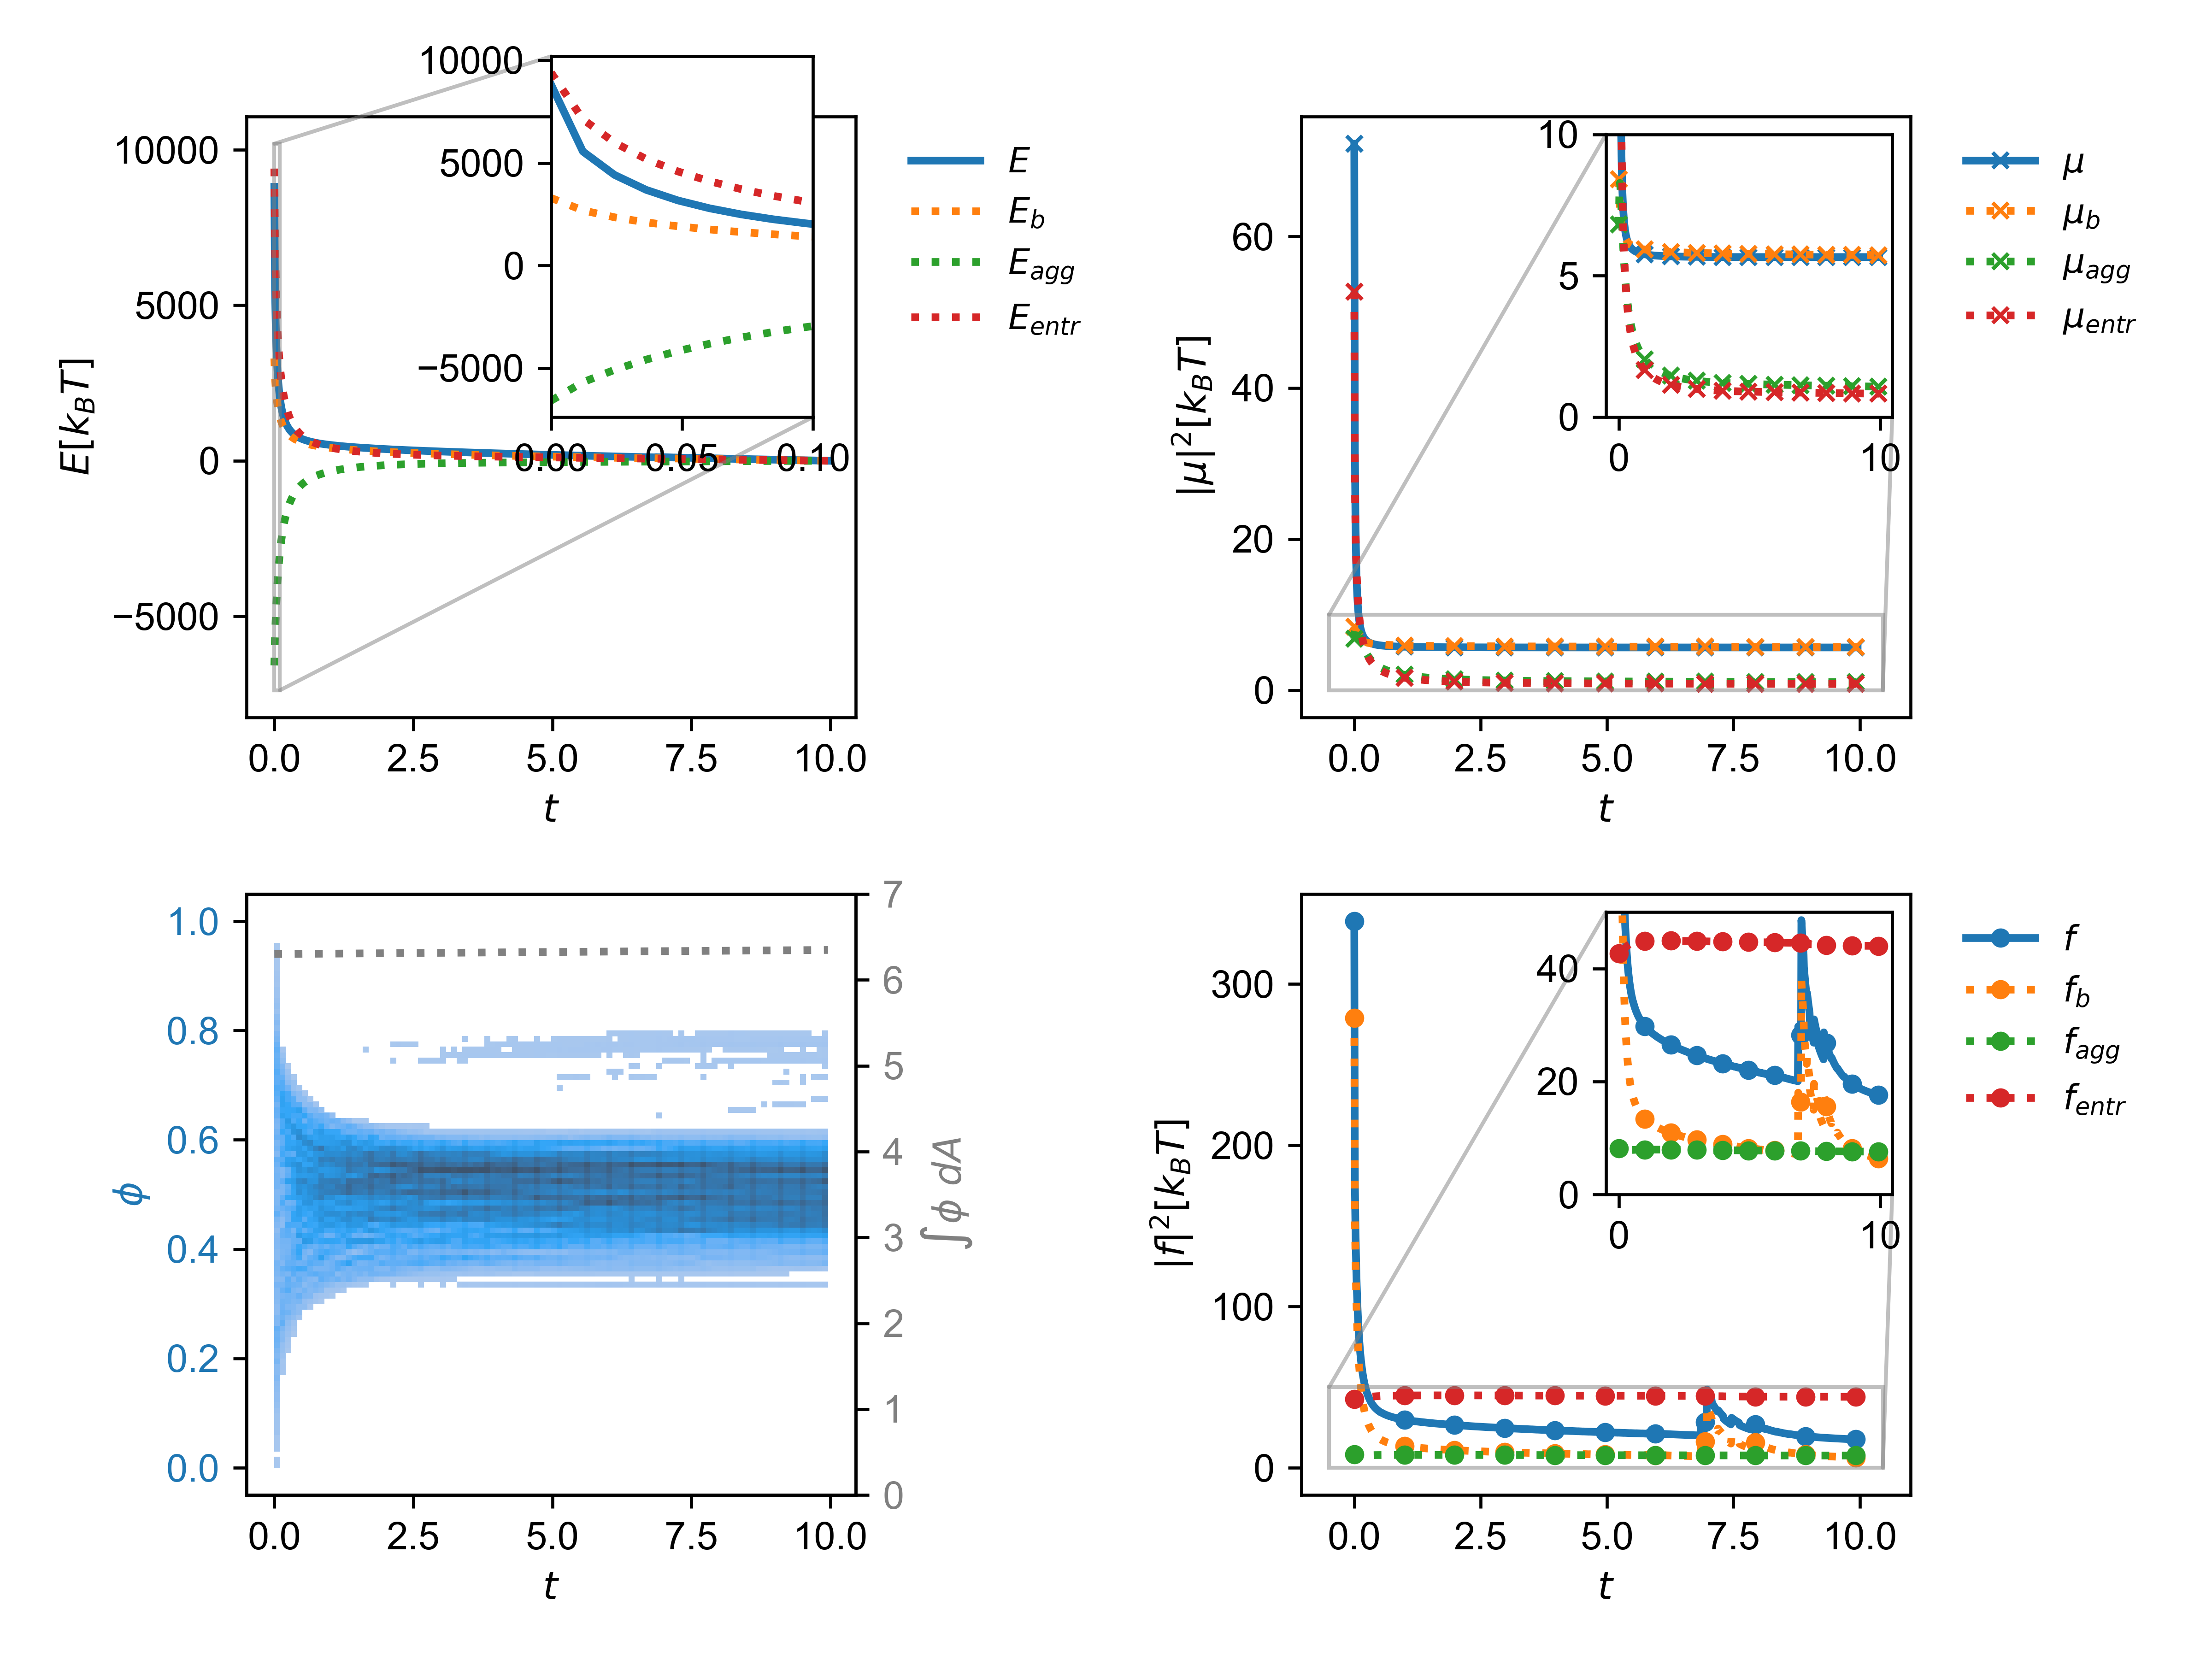 10000
5000
0
−5000
0.00 0.05 0.10
10000
5000
0
−5000
E[k_BT]
0.0 2.5 5.0 7.5 10.0
t
E
E_b
E_agg
E_entr
10
5
0
0 10
60
40
20
0
|μ|²[k_BT]
0.0 2.5 5.0 7.5 10.0
t
μ
μ_b
μ_agg
μ_entr
1.0
0.8
0.6
0.4
0.2
0.0
ϕ
7
6
5
4
3
2
1
0
∫ϕ dA
0.0 2.5 5.0 7.5 10.0
t
40
20
0
0 10
300
200
100
0
|f|²[k_BT]
0.0 2.5 5.0 7.5 10.0
t
f
f_b
f_agg
f_entr